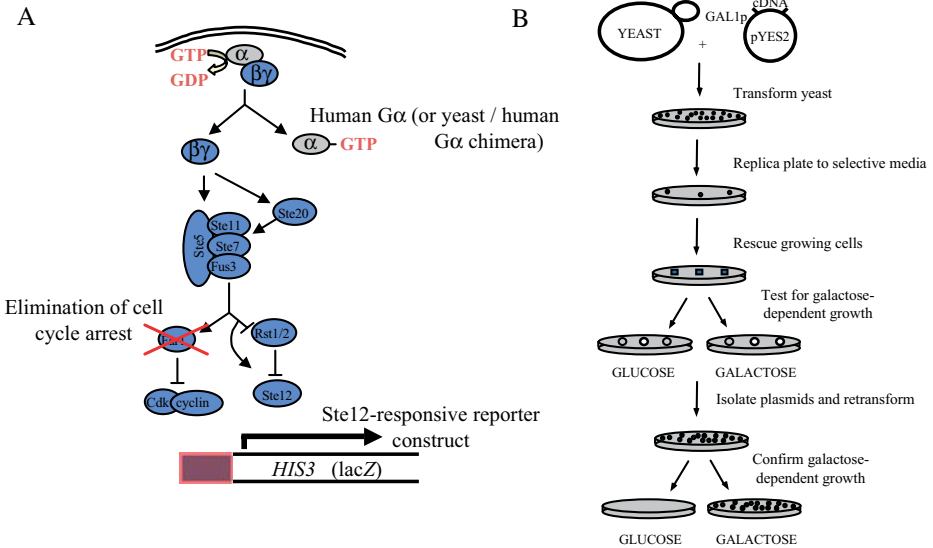 A
GTP
GDP
α
βγ
Human Gα (or yeast / human
Gα chimera)
βγ
α
GTP
Ste20
Ste5
Ste11
Ste7
Fus3
Elimination of cell
cycle arrest
Rst1/2
Cdk
cyclin
Ste12
Ste12-responsive reporter
construct
HIS3 (lacZ)
B
YEAST
+
GAL1p
cDNA
pYES2
Transform yeast
Replica plate to selective media
Rescue growing cells
Test for galactose-
dependent growth
GLUCOSE
GALACTOSE
Isolate plasmids and retransform
Confirm galactose-
dependent growth
GLUCOSE
GALACTOSE